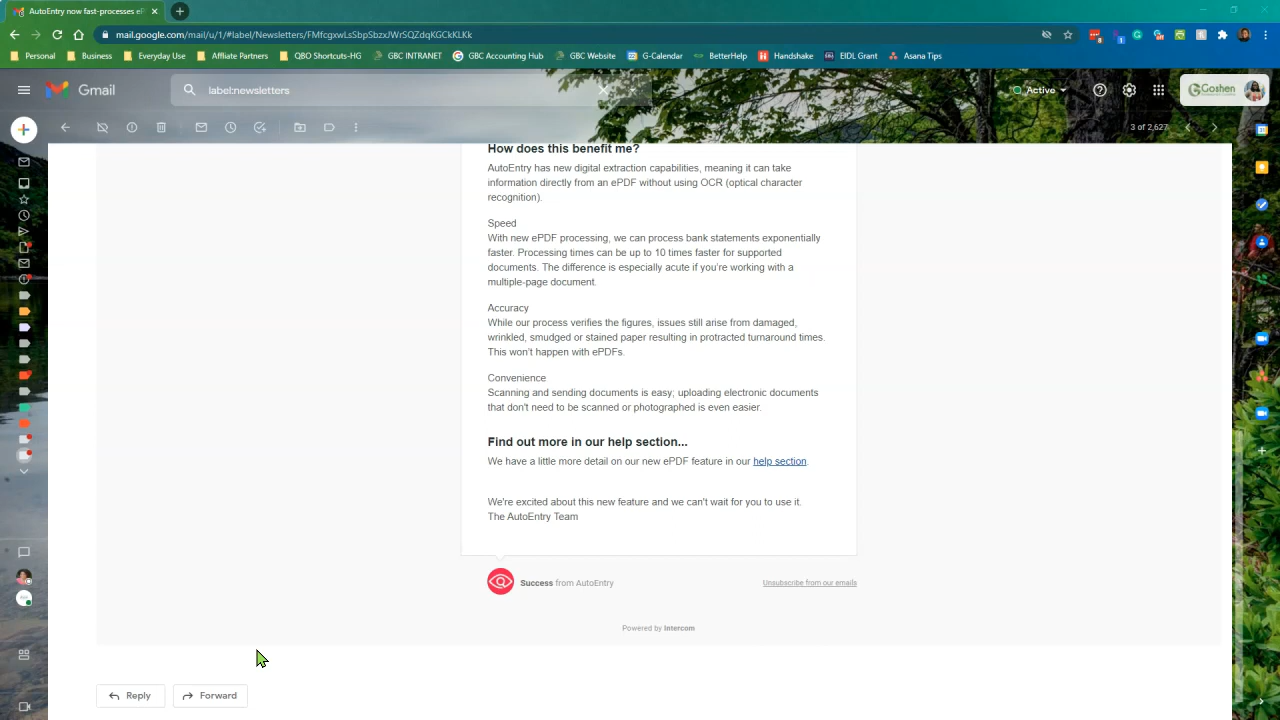 AutoEntry now fast-processes eP
mail.google.com/mail/u/1/#label/Newsletters/FMfcgxwLsSbpSbzxJWrSQZdqKGCkKLKk
Personal
Business
Everyday Use
Affliate Partners
QBO Shortcuts-HG
GBC INTRANET
GBC Accounting Hub
GBC Website
G-Calendar
BetterHelp
Handshake
EIDL Grant
Asana Tips
Gmail
label:newsletters
Active
Goshen
3 of 2,627
How does this benefit me?
AutoEntry has new digital extraction capabilities, meaning it can take
information directly from an ePDF without using OCR (optical character
recognition).
Speed
With new ePDF processing, we can process bank statements exponentially
faster. Processing times can be up to 10 times faster for supported
documents. The difference is especially acute if you're working with a
multiple-page document.
Accuracy
While our process verifies the figures, issues still arise from damaged,
wrinkled, smudged or stained paper resulting in protracted turnaround times.
This won't happen with ePDFs.
Convenience
Scanning and sending documents is easy; uploading electronic documents
that don't need to be scanned or photographed is even easier.
Find out more in our help section...
We have a little more detail on our new ePDF feature in our help section.
We're excited about this new feature and we can't wait for you to use it.
The AutoEntry Team
Success from AutoEntry
Unsubscribe from our emails
Powered by Intercom
Reply
Forward